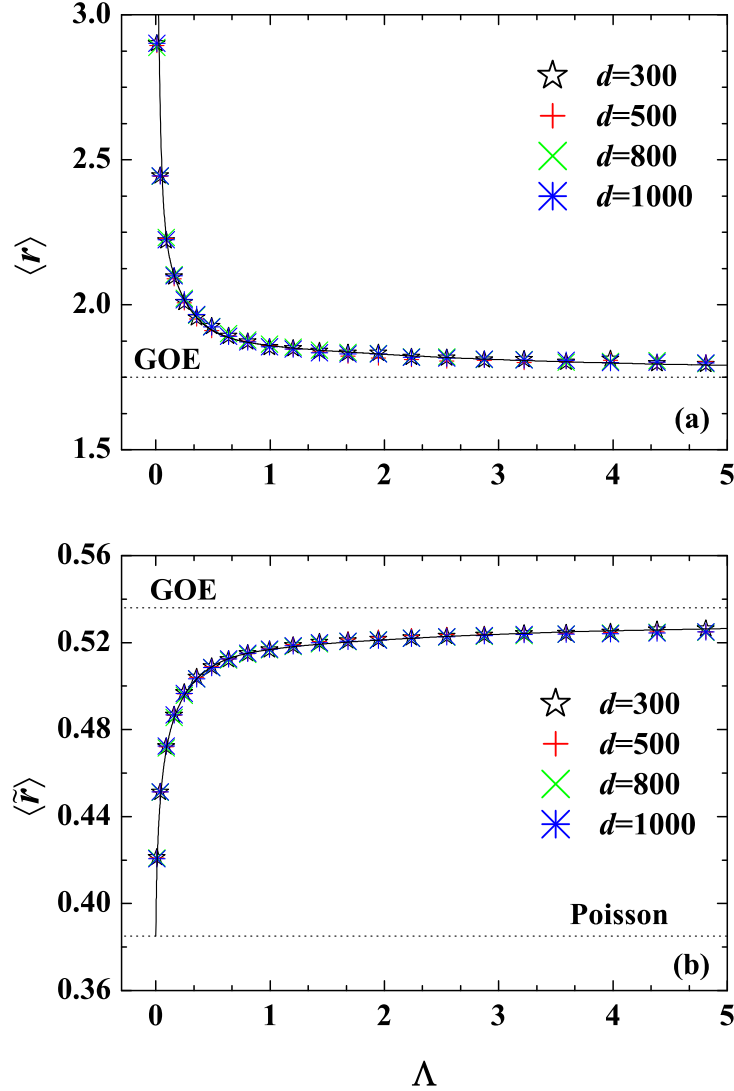 3.0
d=300
d=500
2.5
d=800
d=1000
⟨r⟩
2.0
GOE
(a)
1.5
0 1 2 3 4 5
0.56
GOE
0.52
d=300
0.48
d=500
⟨r̃⟩
d=800
0.44
d=1000
0.40
Poisson
(b)
0.36
0 1 2 3 4 5
Λ